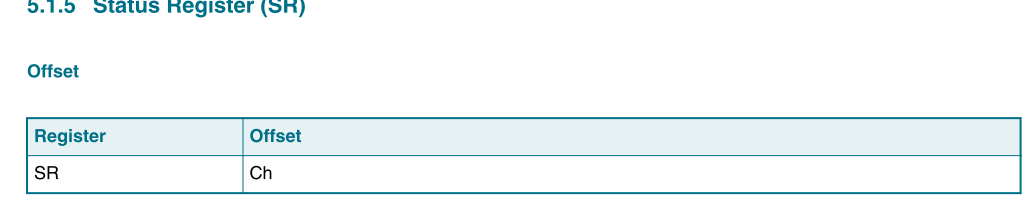 5.1.5 Status Register (SR)
Offset
Register Offset
SR Ch